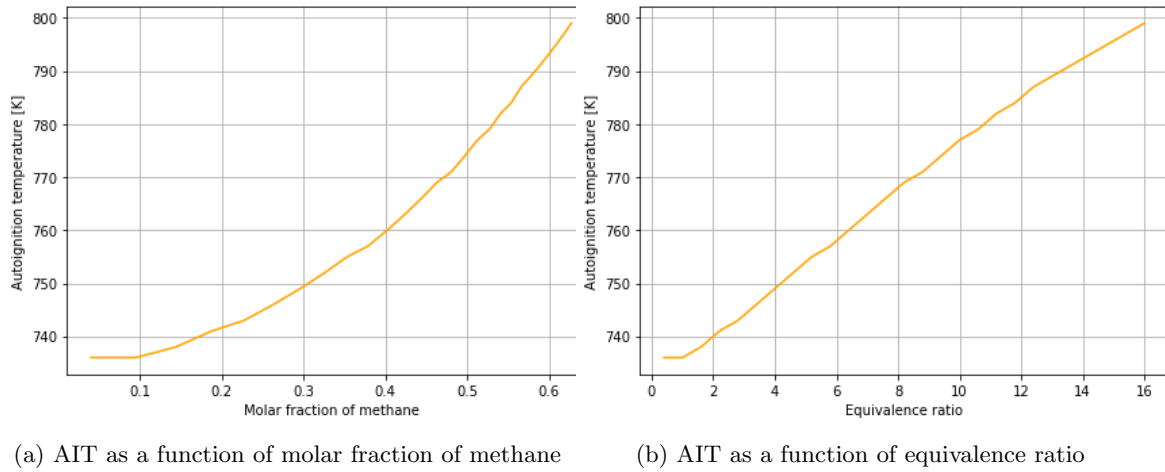 800
790
780
770
760
750
740
Autoignition temperature [K]
0.1 0.2 0.3 0.4 0.5 0.6
Molar fraction of methane
(a) AIT as a function of molar fraction of methane
800
790
780
770
760
750
740
Autoignition temperature [K]
0 2 4 6 8 10 12 14 16
Equivalence ratio
(b) AIT as a function of equivalence ratio